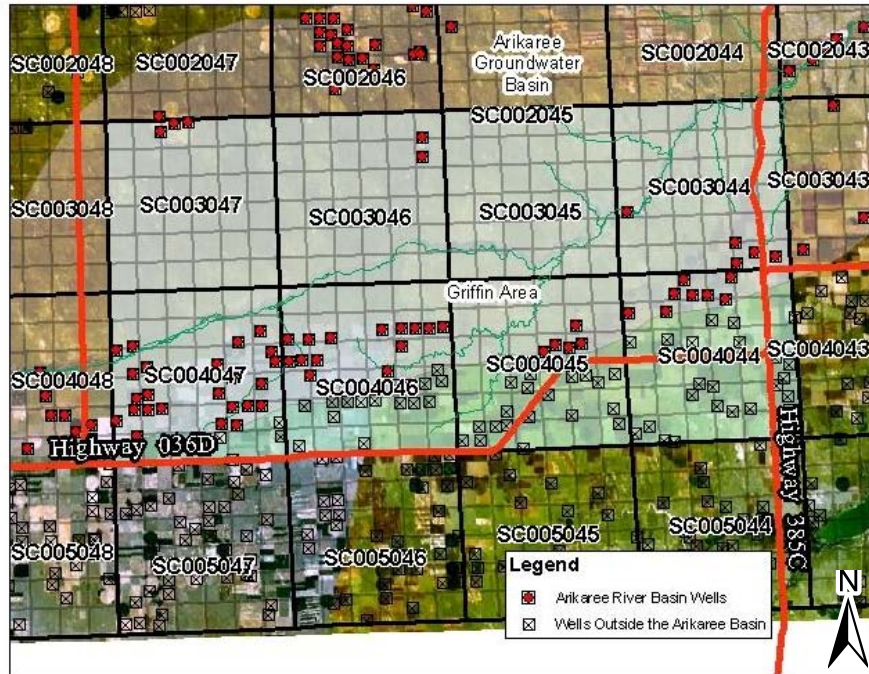 SC002048
SC002047
SC002046
Arikaree
Groundwater
Basin
SC002045
SC002044
SC002043
SC003048
SC003047
SC003046
SC003045
SC003044
SC003043
Griffin Area
SC004048
SC004047
SC004046
SC004045
SC004044
SC004043
Highway 036D
Highway 385C
SC005048
SC005047
SC005046
SC005045
SC005044
Legend
Arikaree River Basin Wells
Wells Outside the Arikaree Basin
N